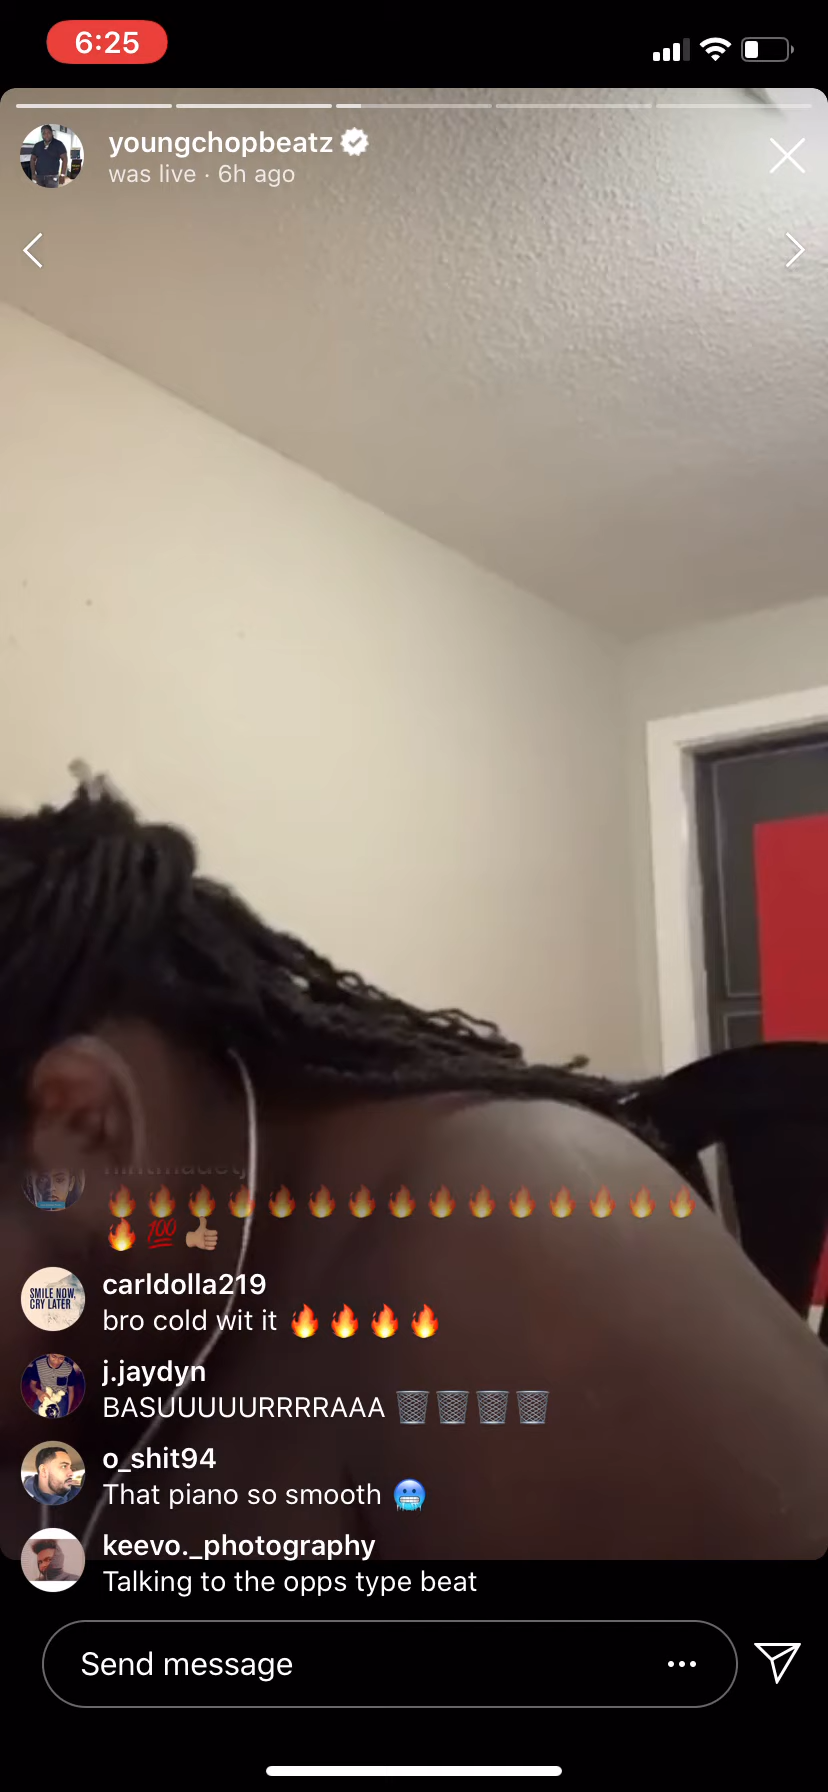 6:25
youngchopbeatz
was live · 6h ago
🔥🔥🔥🔥🔥🔥🔥🔥🔥🔥🔥🔥🔥🔥🔥
🔥💯👍🏼
carldolla219
SMILE NOW,
CRY LATER
bro cold wit it 🔥🔥🔥🔥
j.jaydyn
BASUUUUURRRRAAA 🗑🗑🗑🗑
o_shit94
That piano so smooth 🥶
keevo._photography
Talking to the opps type beat
Send message